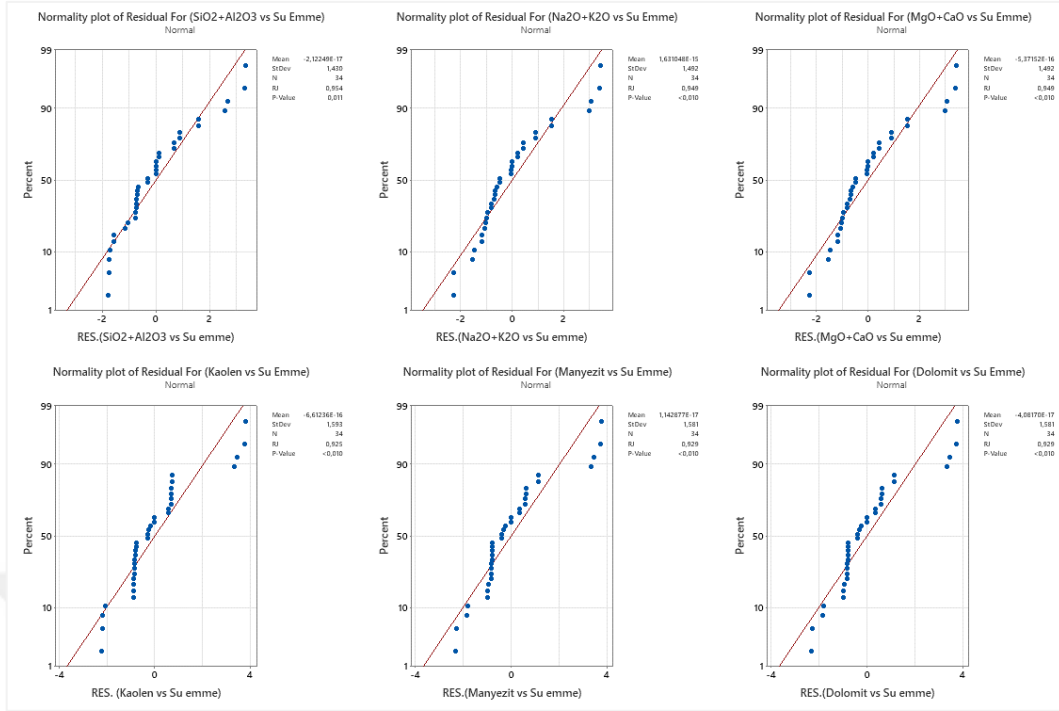 Normality plot of Residual For (SiO2+Al2O3 vs Su Emme)
Normal
99
90
50
10
1
Percent
-2
0
2
RES.(SiO2+Al2O3 vs Su emme)
Mean -2,12249E-17
StDev 1,430
N 34
RJ 0,954
P-Value 0,011
Normality plot of Residual For (Na2O+K2O vs Su Emme)
Normal
99
90
50
10
1
Percent
-2
0
2
RES.(Na2O+K2O vs Su emme)
Mean 1,631048E-15
StDev 1,492
N 34
RJ 0,949
P-Value <0,010
Normality plot of Residual For (MgO+CaO vs Su Emme)
Normal
99
90
50
10
1
Percent
-2
0
2
RES.(MgO+CaO vs Su emme)
Mean -5,37152E-16
StDev 1,492
N 34
RJ 0,949
P-Value <0,010
Normality plot of Residual For (Kaolen vs Su Emme)
Normal
99
90
50
10
1
Percent
-4
0
4
RES. (Kaolen vs Su emme)
Mean -6,61236E-16
StDev 1,593
N 34
RJ 0,925
P-Value <0,010
Normality plot of Residual For (Manyezit vs Su Emme)
Normal
99
90
50
10
1
Percent
-4
0
4
RES.(Manyezit vs Su emme)
Mean 1,142877E-17
StDev 1,581
N 34
RJ 0,929
P-Value <0,010
Normality plot of Residual For (Dolomit vs Su Emme)
Normal
99
90
50
10
1
Percent
-4
0
4
RES.(Dolomit vs Su emme)
Mean -4,08170E-17
StDev 1,581
N 34
RJ 0,929
P-Value <0,010